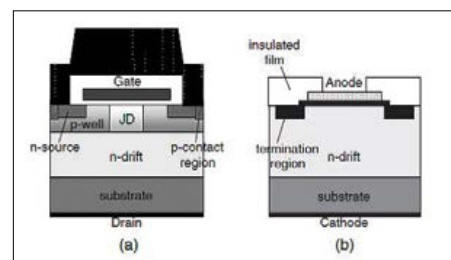 Gate
JD
p-well
n-source
p-contact
region
n-drift
substrate
Drain
(a)
insulated
film
Anode
termination
region
n-drift
substrate
Cathode
(b)